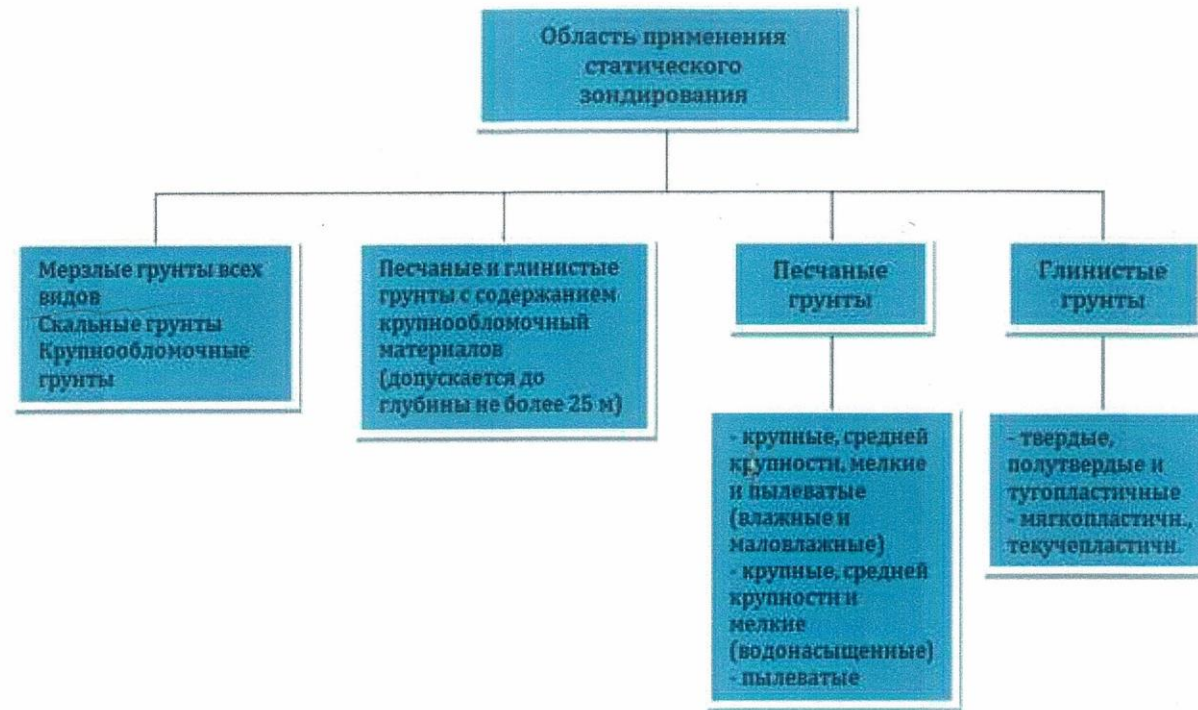 Область применения
статического
зондирования
Мерзлые грунты всех
видов
Скальные грунты
Крупнообломочные
грунты
Песчаные и глинистые
грунты с содержанием
крупнообломочный
материалов
(допускается до
глубины не более 25 м)
Песчаные
грунты
- крупные, средней
крупности, мелкие
и пылеватые
(влажные и
маловлажные)
- крупные, средней
крупности и
мелкие
(водонасыщенные)
- пылеватые
Глинистые
грунты
- твердые,
полутвердые и
тугопластичные
- мягкопластичн.,
текучепластичн.